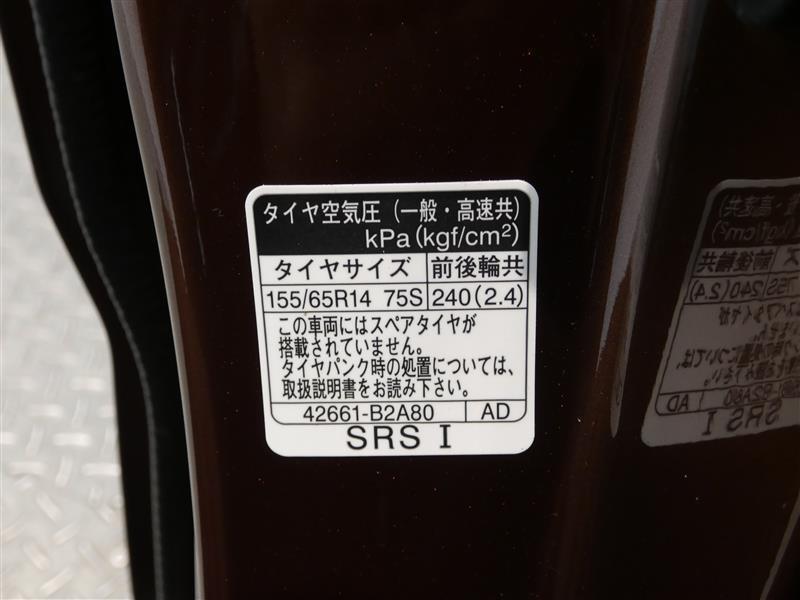 タイヤ空気圧（一般・高速共）
kPa(kgf/cm²)
タイヤサイズ 前後輪共
155/65R14 75S 240(2.4)
この車両にはスペアタイヤが
搭載されていません。
タイヤパンク時の処置については、
取扱説明書をお読み下さい。
42661-B2A80 AD
SRS I